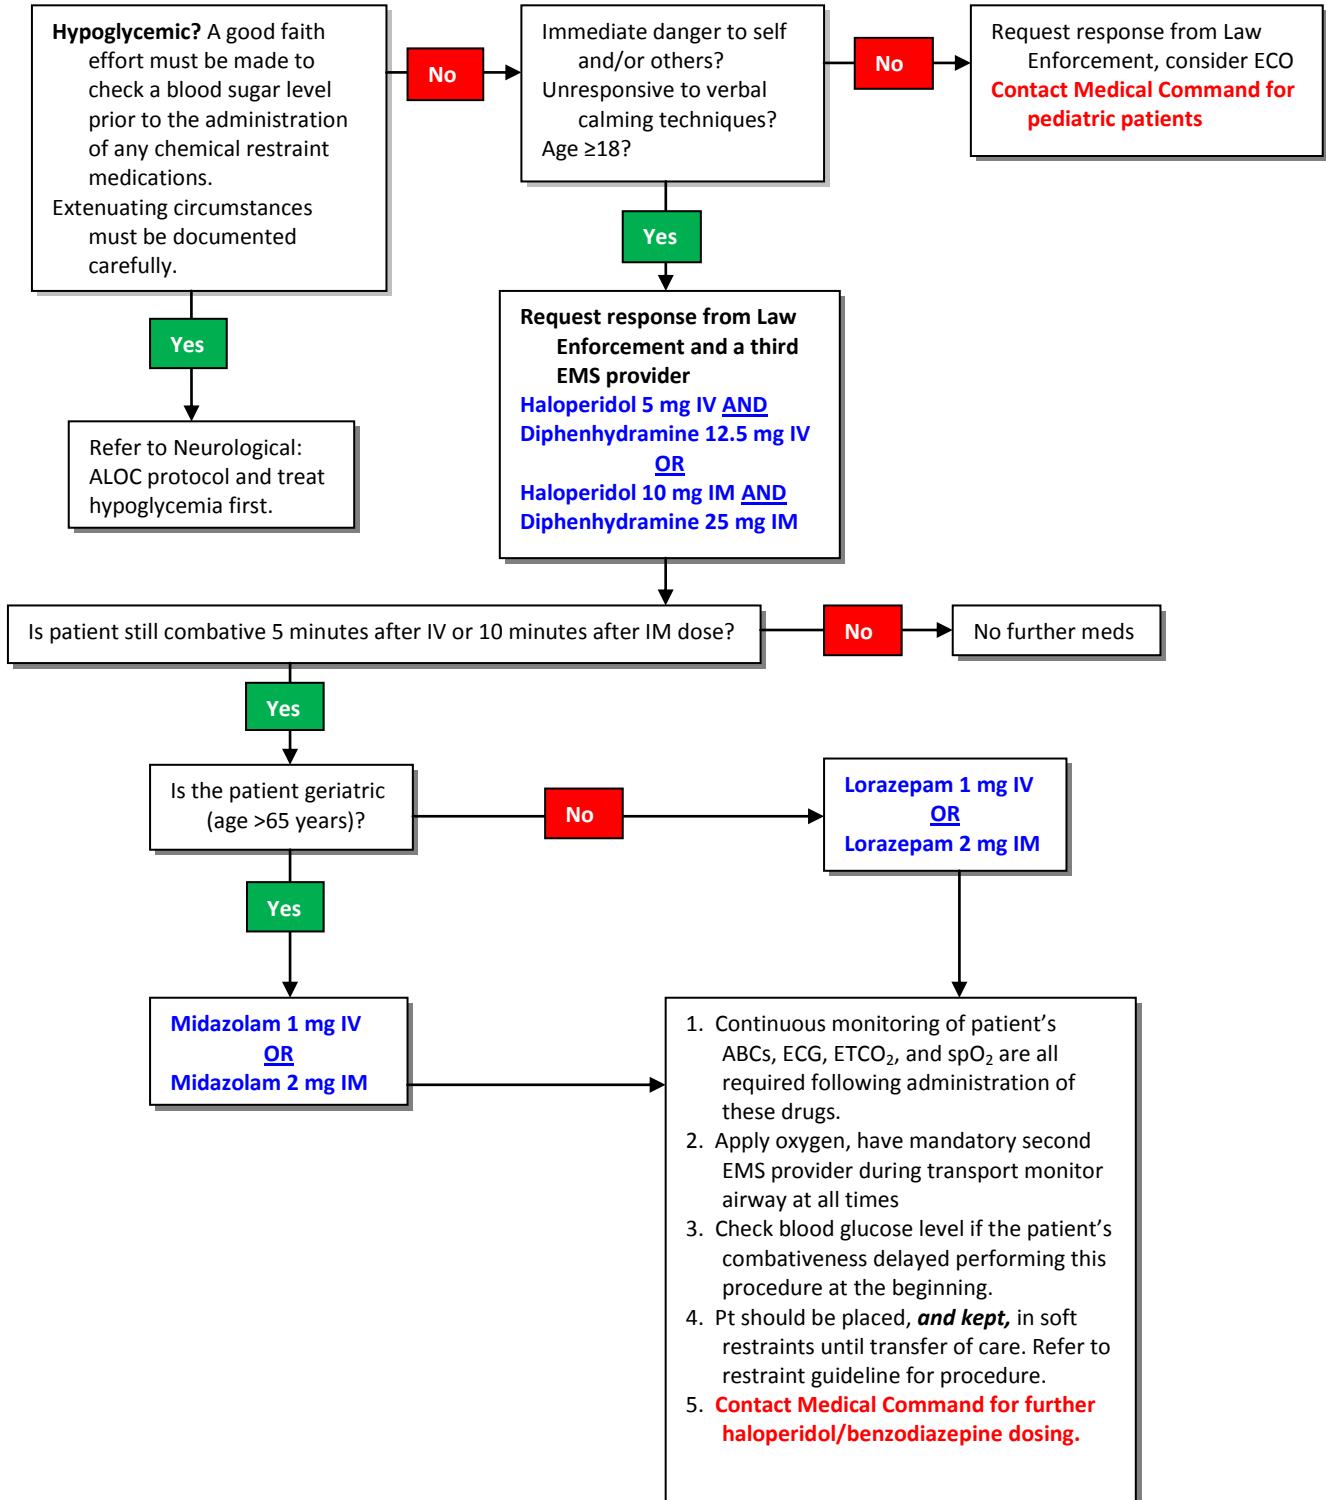 Hypoglycemic? A good faith
effort must be made to
check a blood sugar level
prior to the administration
of any chemical restraint
medications.
Extenuating circumstances
must be documented
carefully.
No
Immediate danger to self
and/or others?
Unresponsive to verbal
calming techniques?
Age ≥18?
No
Request response from Law
Enforcement, consider ECO
Contact Medical Command for
pediatric patients
Yes
Refer to Neurological:
ALOC protocol and treat
hypoglycemia first.
Yes
Request response from Law
Enforcement and a third
EMS provider
Haloperidol 5 mg IV AND
Diphenhydramine 12.5 mg IV
OR
Haloperidol 10 mg IM AND
Diphenhydramine 25 mg IM
Is patient still combative 5 minutes after IV or 10 minutes after IM dose?
No
No further meds
Yes
Is the patient geriatric
(age >65 years)?
No
Lorazepam 1 mg IV
OR
Lorazepam 2 mg IM
Yes
Midazolam 1 mg IV
OR
Midazolam 2 mg IM
1. Continuous monitoring of patient’s
ABCs, ECG, ETCO₂, and spO₂ are all
required following administration of
these drugs.
2. Apply oxygen, have mandatory second
EMS provider during transport monitor
airway at all times
3. Check blood glucose level if the patient’s
combativeness delayed performing this
procedure at the beginning.
4. Pt should be placed, and kept, in soft
restraints until transfer of care. Refer to
restraint guideline for procedure.
5. Contact Medical Command for further
haloperidol/benzodiazepine dosing.